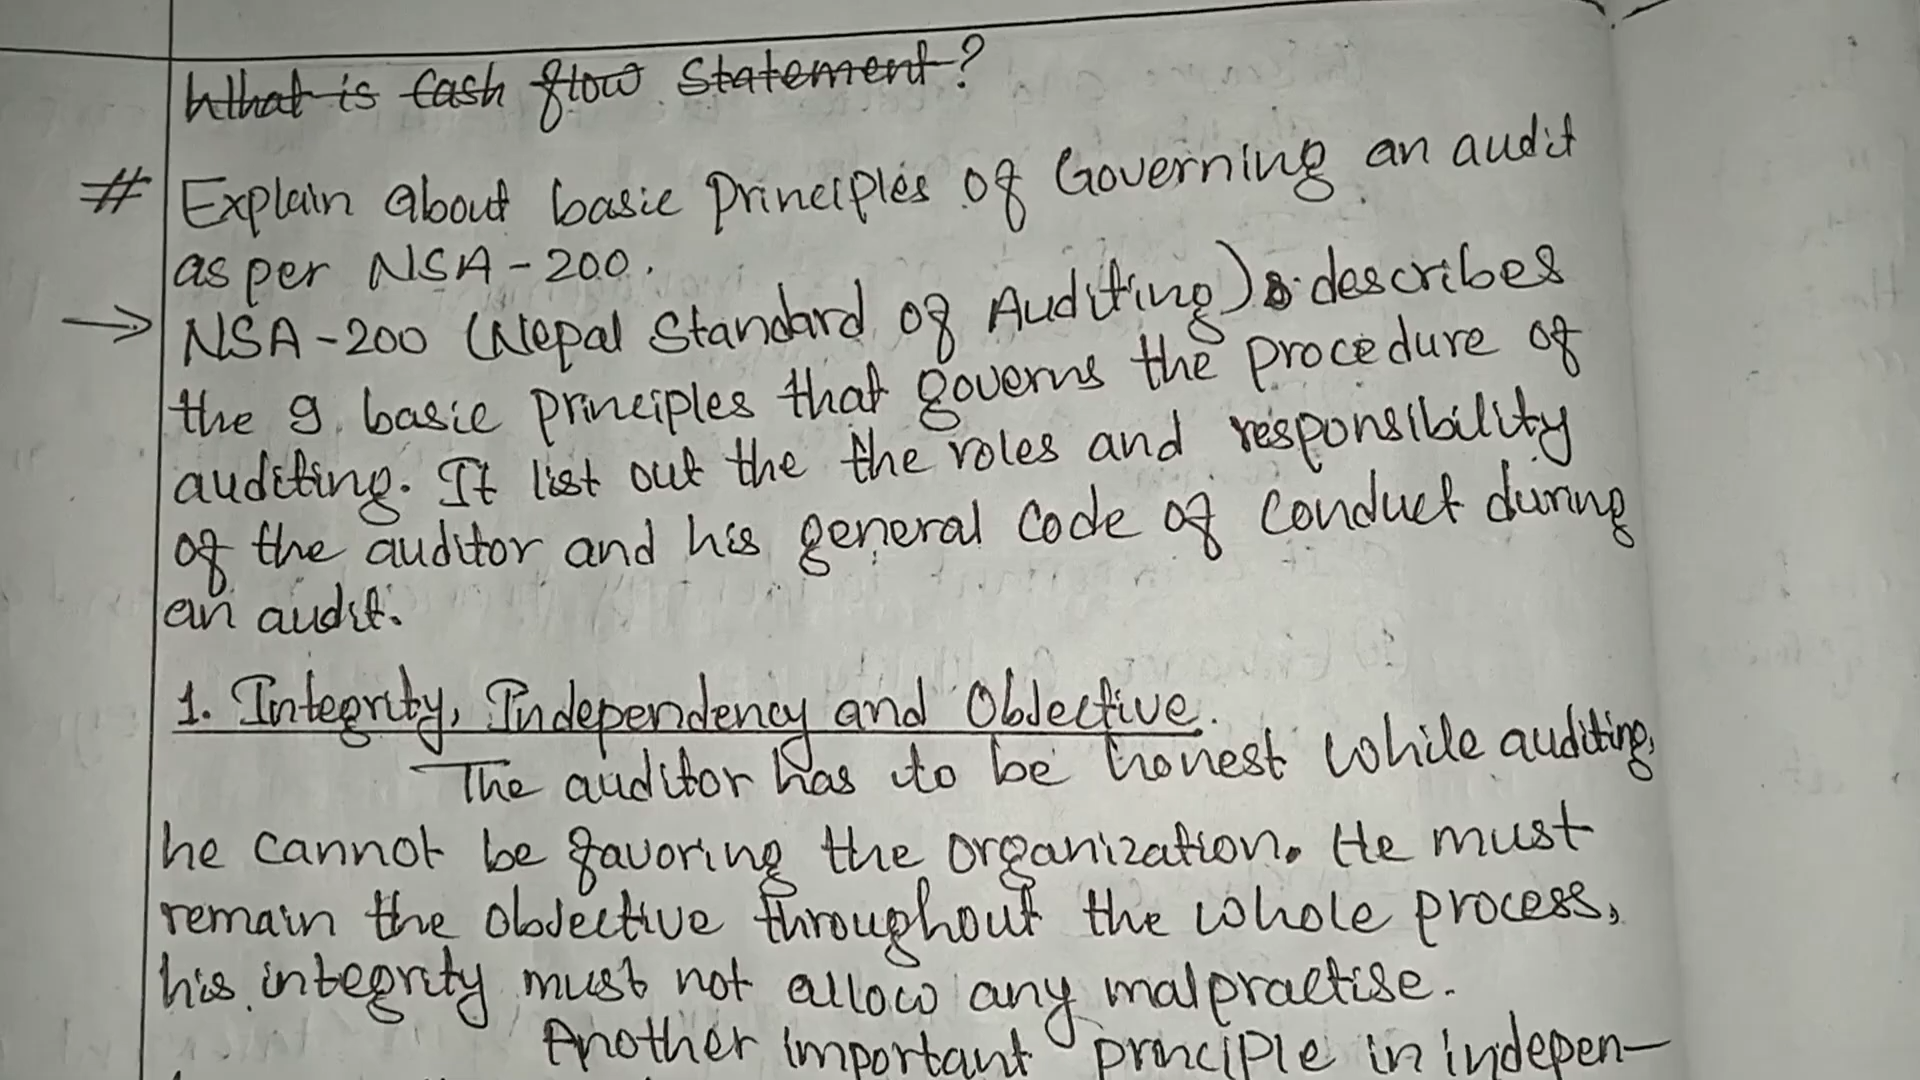 What is Cash flow Statement?
# Explain about basic principles of Governing an audit
as per NSA-200.
→ NSA-200 (Nepal Standard of Auditing) describes
the 9 basic principles that governs the procedure of
auditing. It list out the the roles and responsibility
of the auditor and his general code of conduct during
an audit.
1. Integrity, Independency and Objective.
The auditor has to be honest while auditing,
he cannot be favoring the organization. He must
remain the objective throughout the whole process,
his integrity must not allow any malpractise.
Another important principle in indepen-